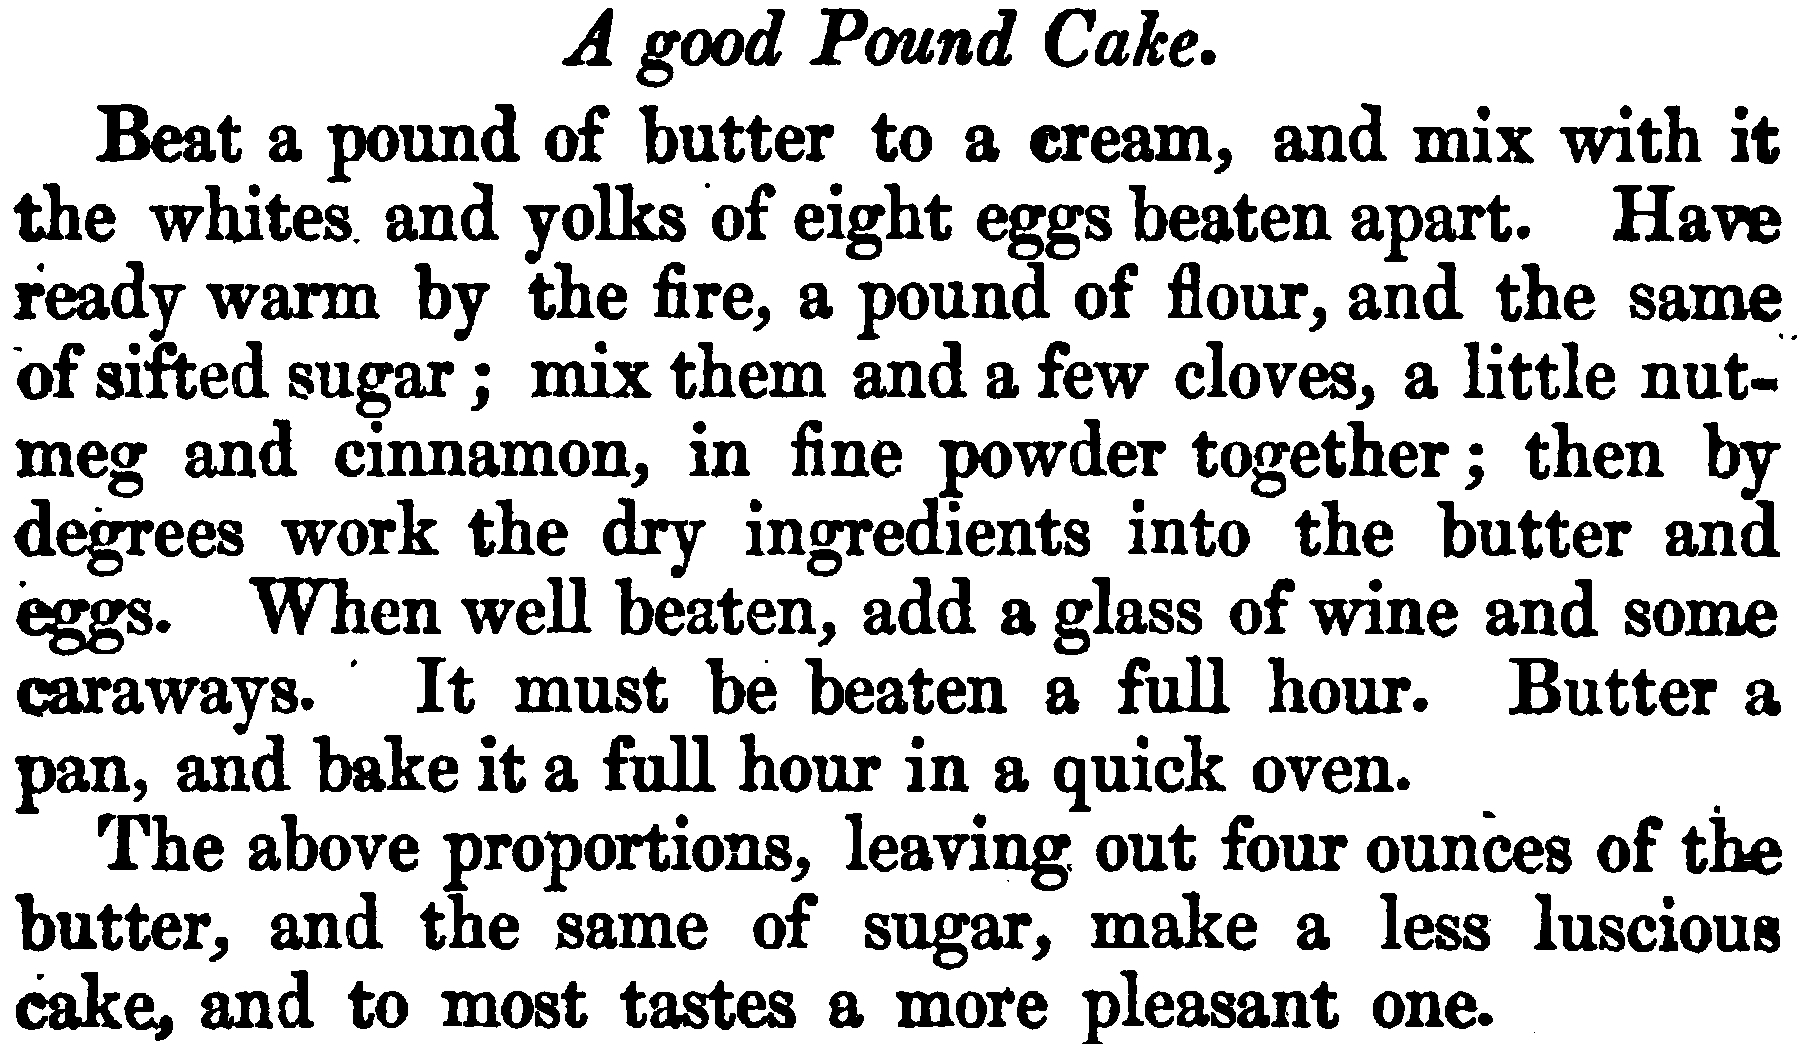 A good Pound Cake.
Beat a pound of butter to a cream, and mix with it
the whites and yolks of eight eggs beaten apart. Have
ready warm by the fire, a pound of flour, and the same
of sifted sugar; mix them and a few cloves, a little nut-
meg and cinnamon, in fine powder together; then by
degrees work the dry ingredients into the butter and
eggs. When well beaten, add a glass of wine and some
caraways. It must be beaten a full hour. Butter a
pan, and bake it a full hour in a quick oven.
The above proportions, leaving out four ounces of the
butter, and the same of sugar, make a less luscious
cake, and to most tastes a more pleasant one.